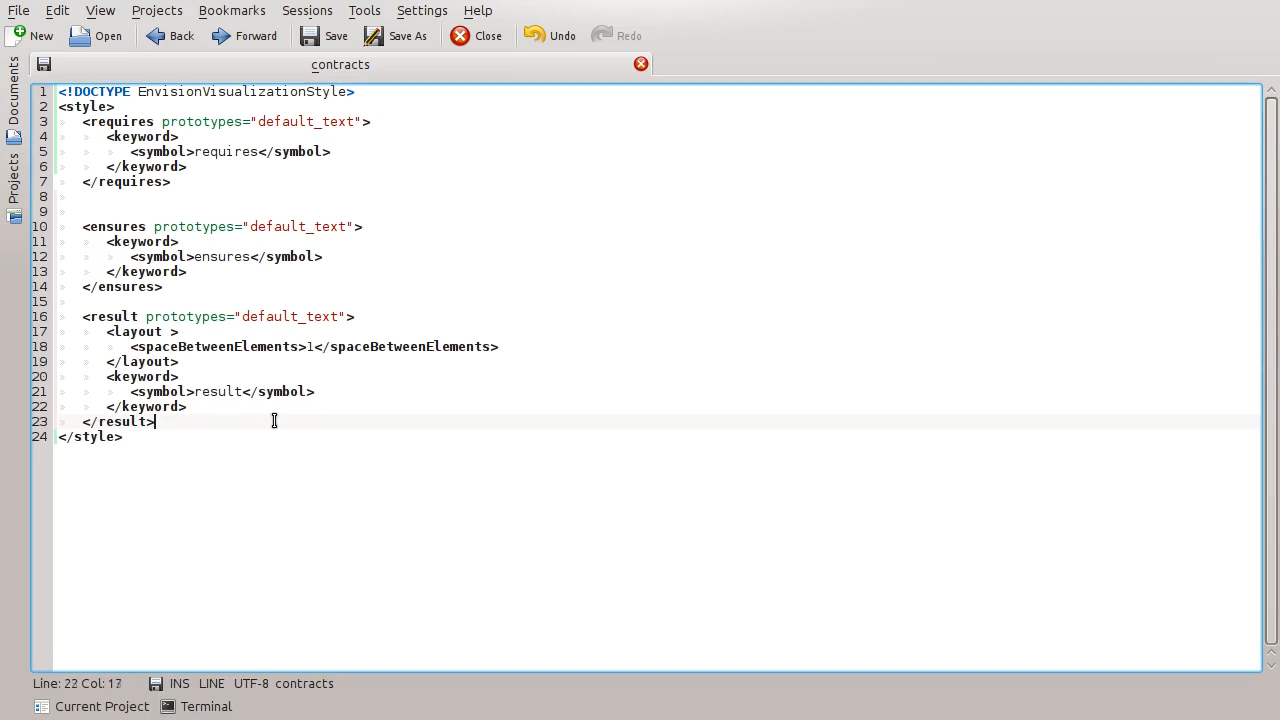 File Edit View Projects Bookmarks Sessions Tools Settings Help
New Open Back Forward Save Save As Close Undo Redo
contracts
Documents
Projects
1 <!DOCTYPE EnvisionVisualizationStyle>
2 <style>
3 <requires prototypes="default_text">
4 <keyword>
5 <symbol>requires</symbol>
6 </keyword>
7 </requires>
8
9
10 <ensures prototypes="default_text">
11 <keyword>
12 <symbol>ensures</symbol>
13 </keyword>
14 </ensures>
15
16 <result prototypes="default_text">
17 <layout >
18 <spaceBetweenElements>1</spaceBetweenElements>
19 </layout>
20 <keyword>
21 <symbol>result</symbol>
22 </keyword>
23 </result>
24 </style>
Line: 22 Col: 17 INS LINE UTF-8 contracts
Current Project Terminal